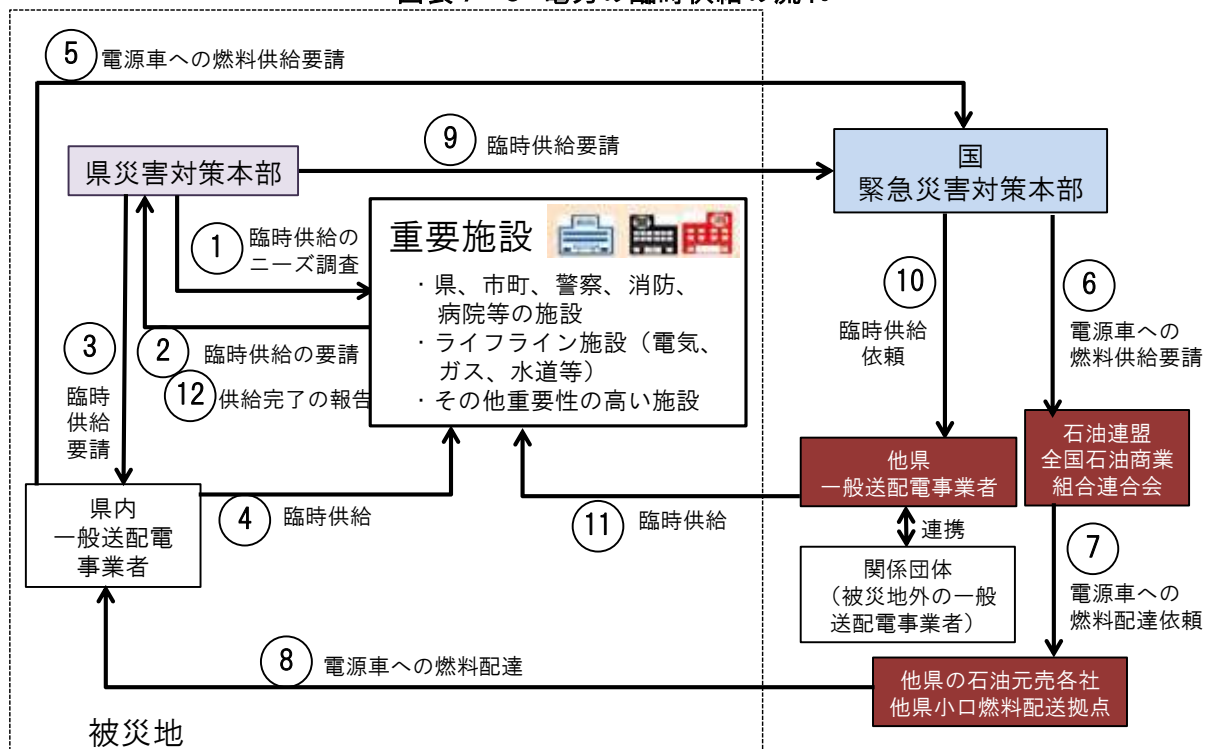 ⑤ 電源車への燃料供給要請
⑨ 臨時供給要請
県災害対策本部
国
緊急災害対策本部
① 臨時供給の
ニーズ調査
重要施設
・県、市町、警察、消防、
病院等の施設
・ライフライン施設（電気、
ガス、水道等）
・その他重要性の高い施設
③
臨時
供給
要請
② 臨時供給の要請
⑫ 供給完了の報告
⑩
臨時供給
依頼
⑥
電源車への
燃料供給要請
県内
一般送配電
事業者
④ 臨時供給
⑪ 臨時供給
他県
一般送配電事業者
石油連盟
全国石油商業
組合連合会
連携
関係団体
（被災地外の一般
送配電事業者）
⑦
電源車への
燃料配達依頼
⑧ 電源車への燃料配達
他県の石油元売各社
他県小口燃料配送拠点
被災地